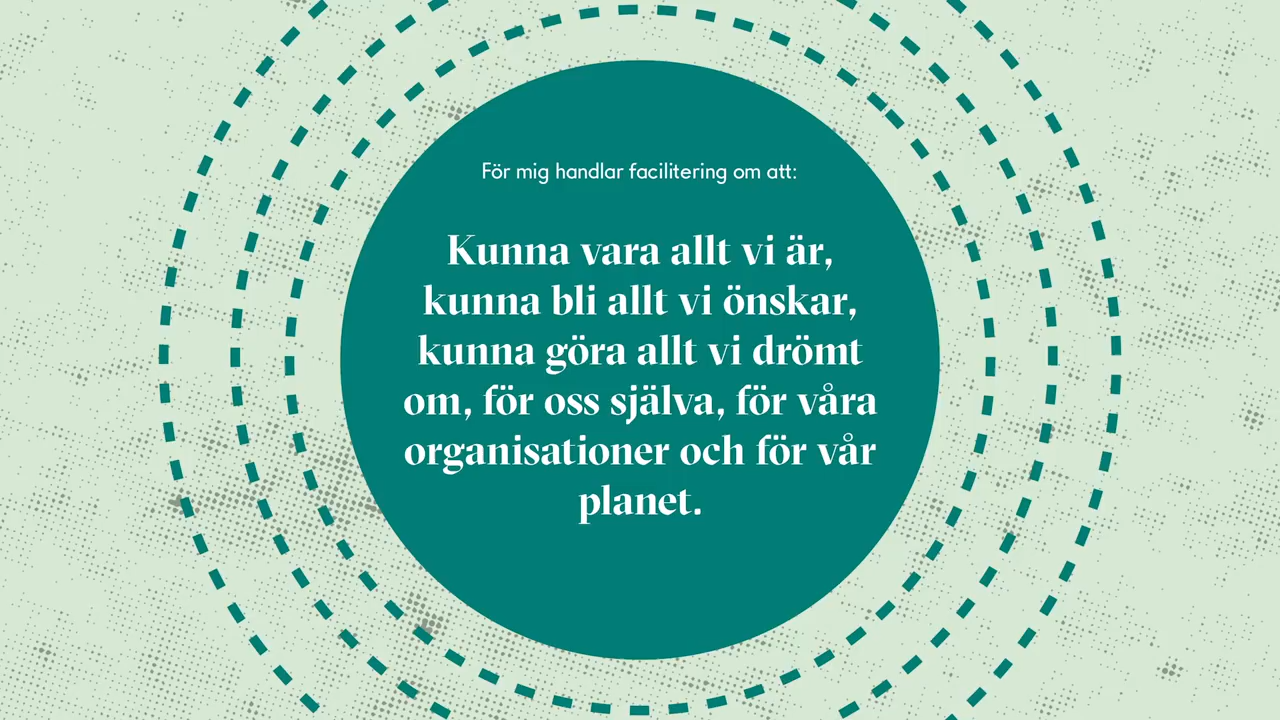 För mig handlar facilitering om att:
Kunna vara allt vi är,
kunna bli allt vi önskar,
kunna göra allt vi drömt
om, för oss själva, för våra
organisationer och för vår
planet.